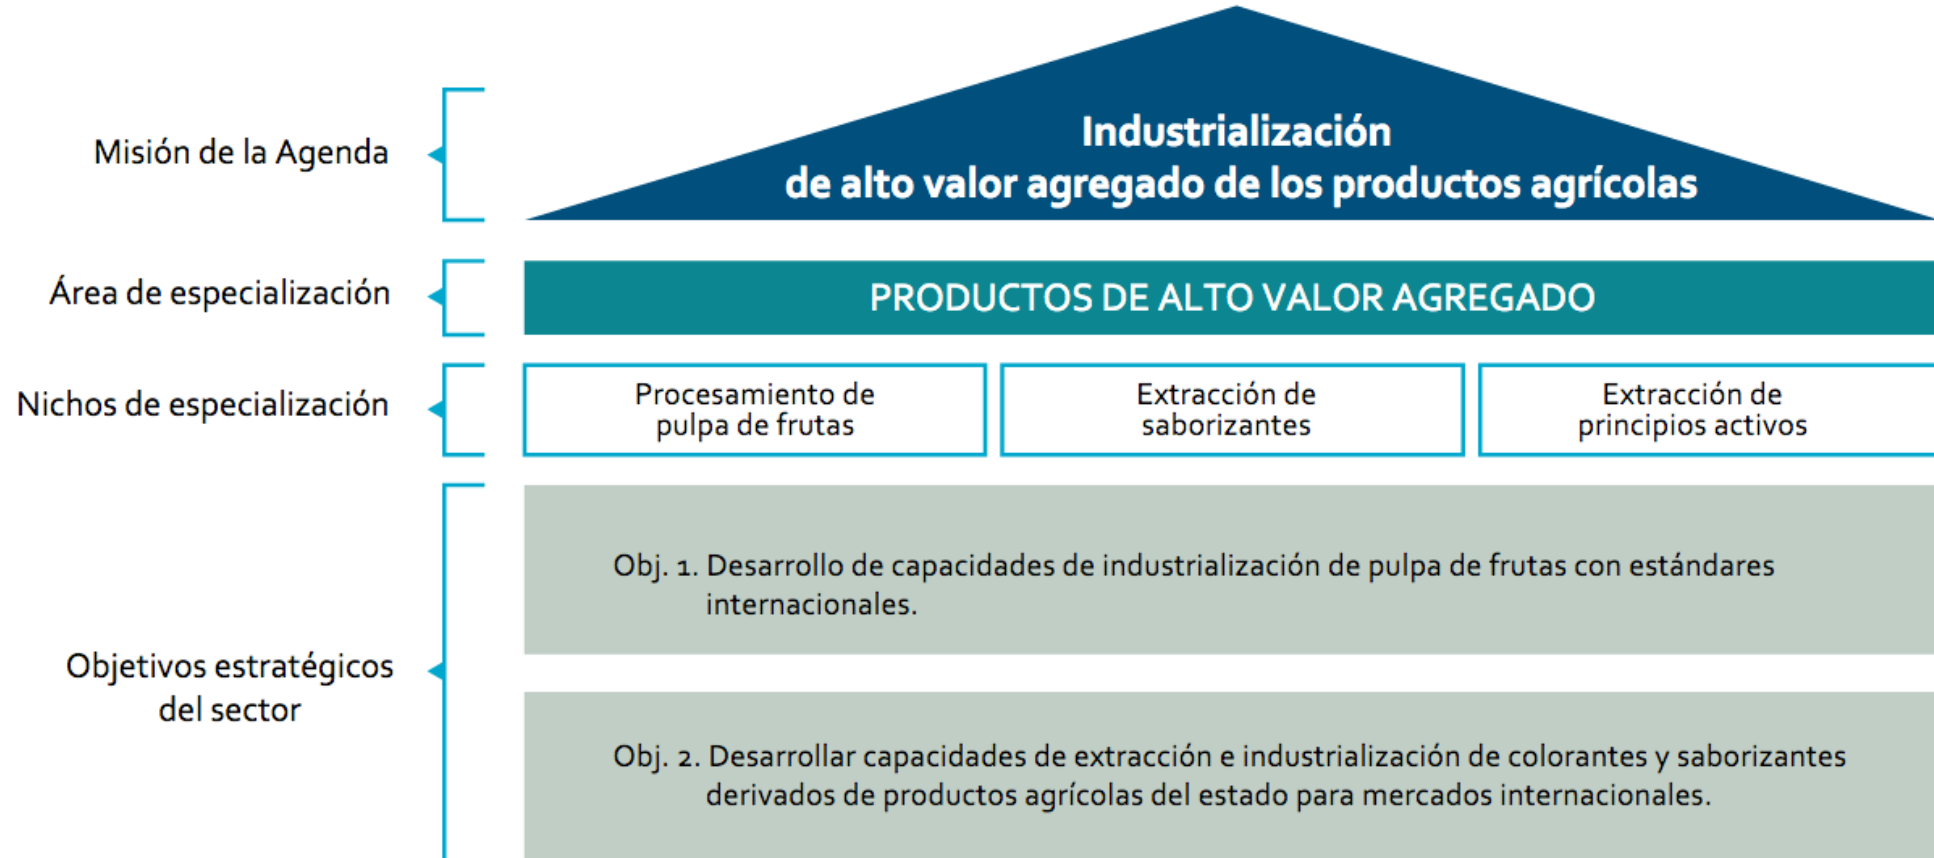 Misión de la Agenda
Industrialización
de alto valor agregado de los productos agrícolas
Área de especialización
PRODUCTOS DE ALTO VALOR AGREGADO
Nichos de especialización
Procesamiento de
pulpa de frutas
Extracción de
saborizantes
Extracción de
principios activos
Objetivos estratégicos
del sector
Obj. 1. Desarrollo de capacidades de industrialización de pulpa de frutas con estándares
internacionales.
Obj. 2. Desarrollar capacidades de extracción e industrialización de colorantes y saborizantes
derivados de productos agrícolas del estado para mercados internacionales.